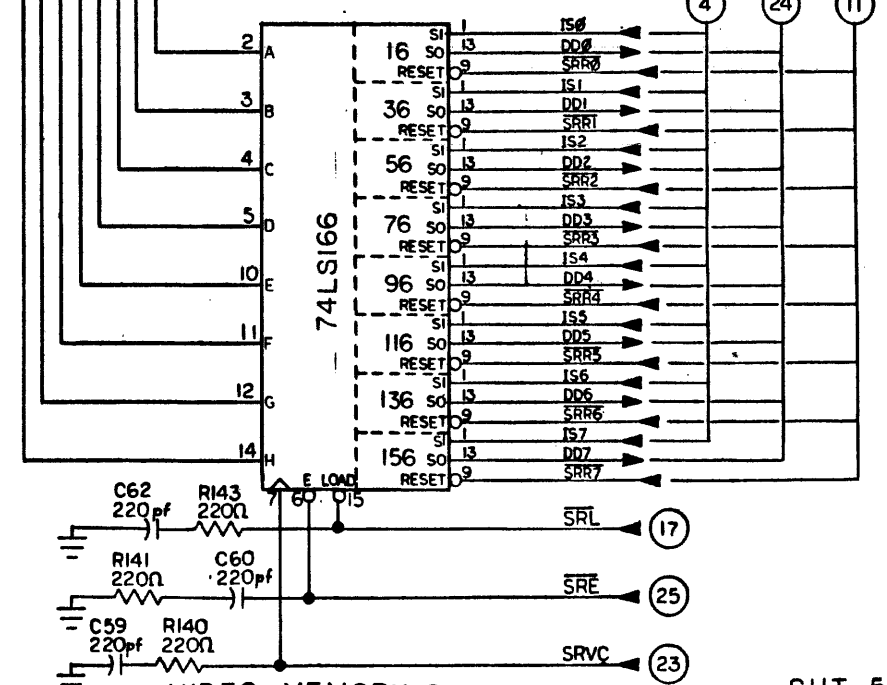 4 24 11
2 A 16 SI 1 IS0
SO 13 DD0
RESET 9 SRR0
3 B 36 SI 1 IS1
SO 13 DD1
RESET 9 SRR1
4 C 56 SI 1 IS2
SO 13 DD2
RESET 9 SRR2
5 D 76 SI 1 IS3
SO 13 DD3
RESET 9 SRR3
74LS166
10 E 96 SI 1 IS4
SO 13 DD4
RESET 9 SRR4
11 F 116 SI 1 IS5
SO 13 DD5
RESET 9 SRR5
12 G 136 SI 1 IS6
SO 13 DD6
RESET 9 SRR6
14 H 156 SI 1 IS7
SO 13 DD7
RESET 9 SRR7
E LOAD
7 6 15
C62 R143
220pf 220Ω
SRL 17
R141 C60
220Ω 220pf
SRE 25
C59 R140
220pf 220Ω
SRVC 23
VIDEO MEMORY